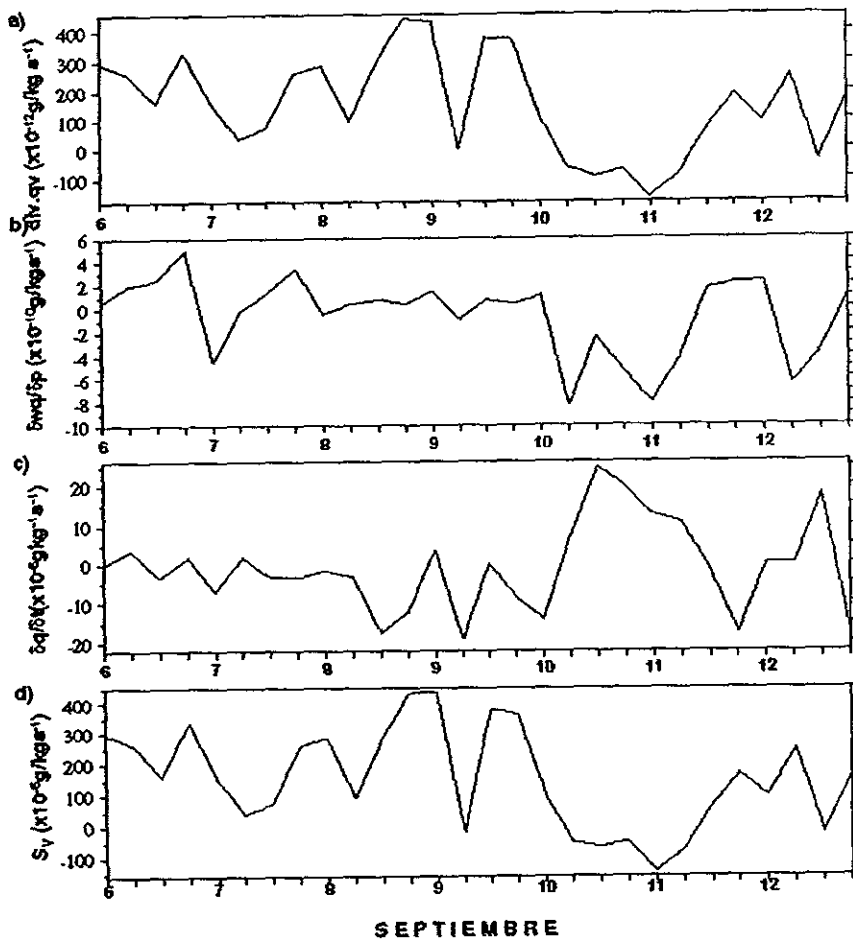 a)
div.qv (x10⁻¹²g/kg s⁻¹)
400
300
200
100
0
-100
6 7 8 9 10 11 12
b)
δwq/δp (x10⁻¹⁰g/kgs⁻¹)
6
4
2
0
-2
-4
-6
-8
-10
6 7 8 9 10 11 12
c)
δq/δt(x10⁻⁶gkg⁻¹s⁻¹)
20
10
0
-10
-20
6 7 8 9 10 11 12
d)
Sv (x10⁻⁶g/kgs⁻¹)
400
300
200
100
0
-100
6 7 8 9 10 11 12
SEPTIEMBRE